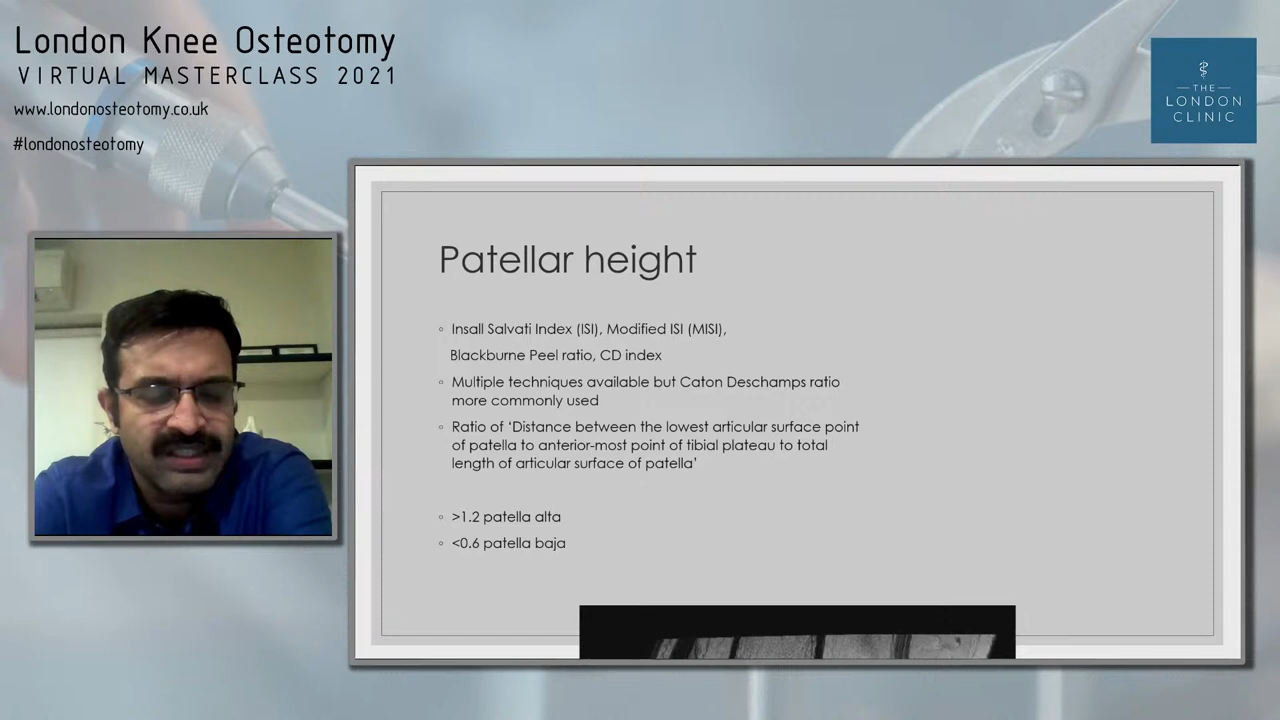 London Knee Osteotomy
VIRTUAL MASTERCLASS 2021
www.londonosteotomy.co.uk
#londonosteotomy
THE
LONDON
CLINIC
Patellar height
◦ Insall Salvati Index (ISI), Modified ISI (MISI),
Blackburne Peel ratio, CD index
◦ Multiple techniques available but Caton Deschamps ratio
more commonly used
◦ Ratio of ‘Distance between the lowest articular surface point
of patella to anterior-most point of tibial plateau to total
length of articular surface of patella’
◦ >1.2 patella alta
◦ <0.6 patella baja